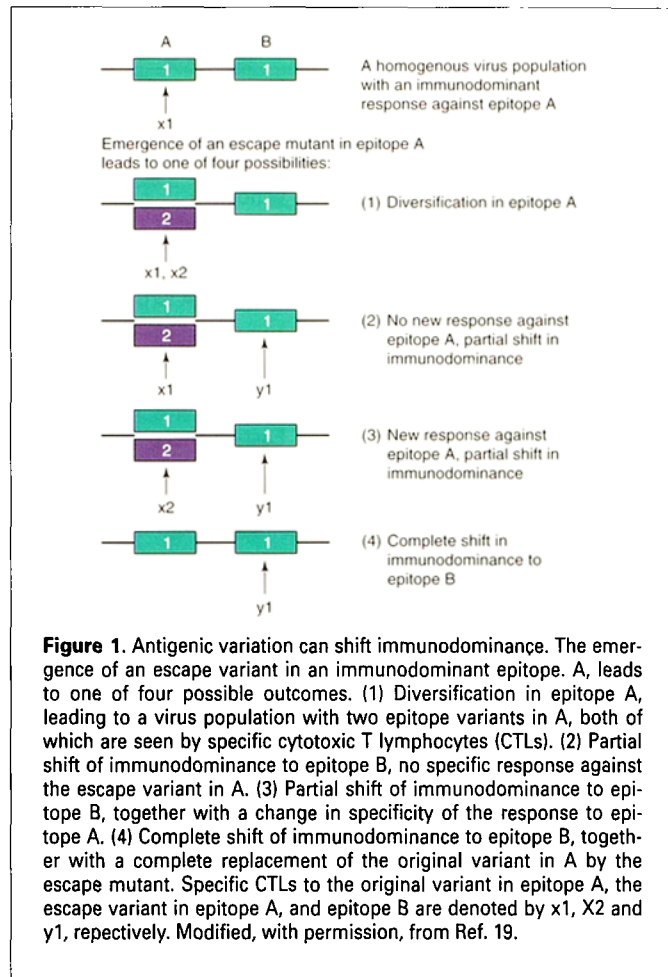 A B
1 1 A homogenous virus population
with an immunodominant
response against epitope A
x1
Emergence of an escape mutant in epitope A
leads to one of four possibilities:
1
2 1 (1) Diversification in epitope A
x1, x2
1
2 1 (2) No new response against
epitope A, partial shift in
immunodominance
x1 y1
1
2 1 (3) New response against
epitope A, partial shift in
immunodominance
x2 y1
1 1 (4) Complete shift in
immunodominance to
epitope B
y1
Figure 1. Antigenic variation can shift immunodominance. The emer-
gence of an escape variant in an immunodominant epitope. A, leads
to one of four possible outcomes. (1) Diversification in epitope A,
leading to a virus population with two epitope variants in A, both of
which are seen by specific cytotoxic T lymphocytes (CTLs). (2) Partial
shift of immunodominance to epitope B, no specific response against
the escape variant in A. (3) Partial shift of immunodominance to epi-
tope B, together with a change in specificity of the response to epi-
tope A. (4) Complete shift of immunodominance to epitope B, togeth-
er with a complete replacement of the original variant in A by the
escape mutant. Specific CTLs to the original variant in epitope A, the
escape variant in epitope A, and epitope B are denoted by x1, X2 and
y1, repectively. Modified, with permission, from Ref. 19.